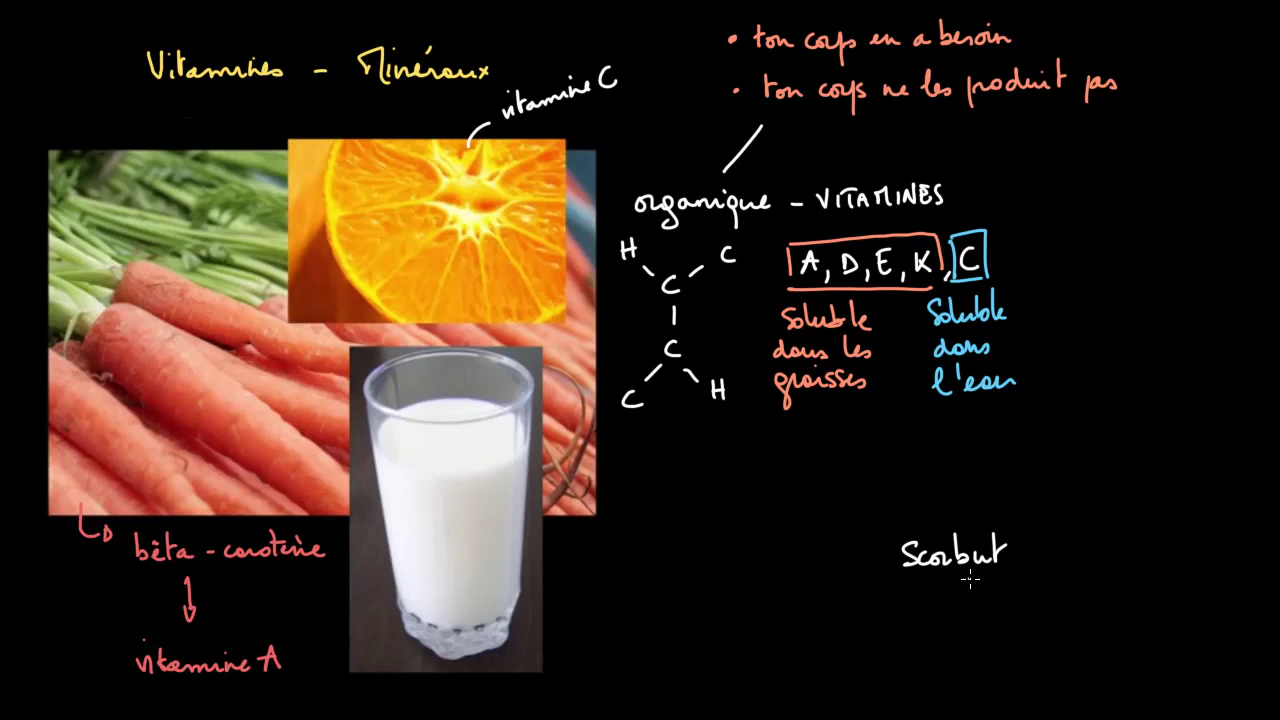 Vitamines - Minéraux
vitamine C
• ton corps en a besoin
• ton corps ne les produit pas
organique - VITAMINES
H
C
C
C
C
H
A, D, E, K, C
Soluble
dans les
graisses
Soluble
dans
l'eau
bêta-carotène
vitamine A
Scorbut